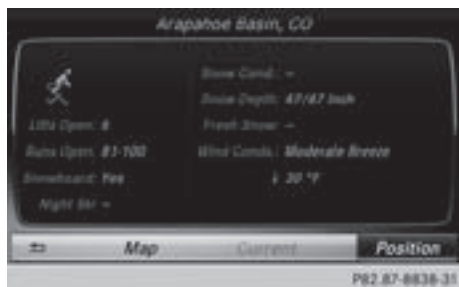 Arapahoe Basin, CO
Snow Cond.: –
Snow Depth: 47/47 Inch
Lifts Open: 6
Fresh Snow: –
Runs Open: 81-100
Wind Conds.: Moderate Breeze
Snowboard: Yes
↓ 30 °F
Night Ski: –
Map
Current
Position
P82.87-8838-31